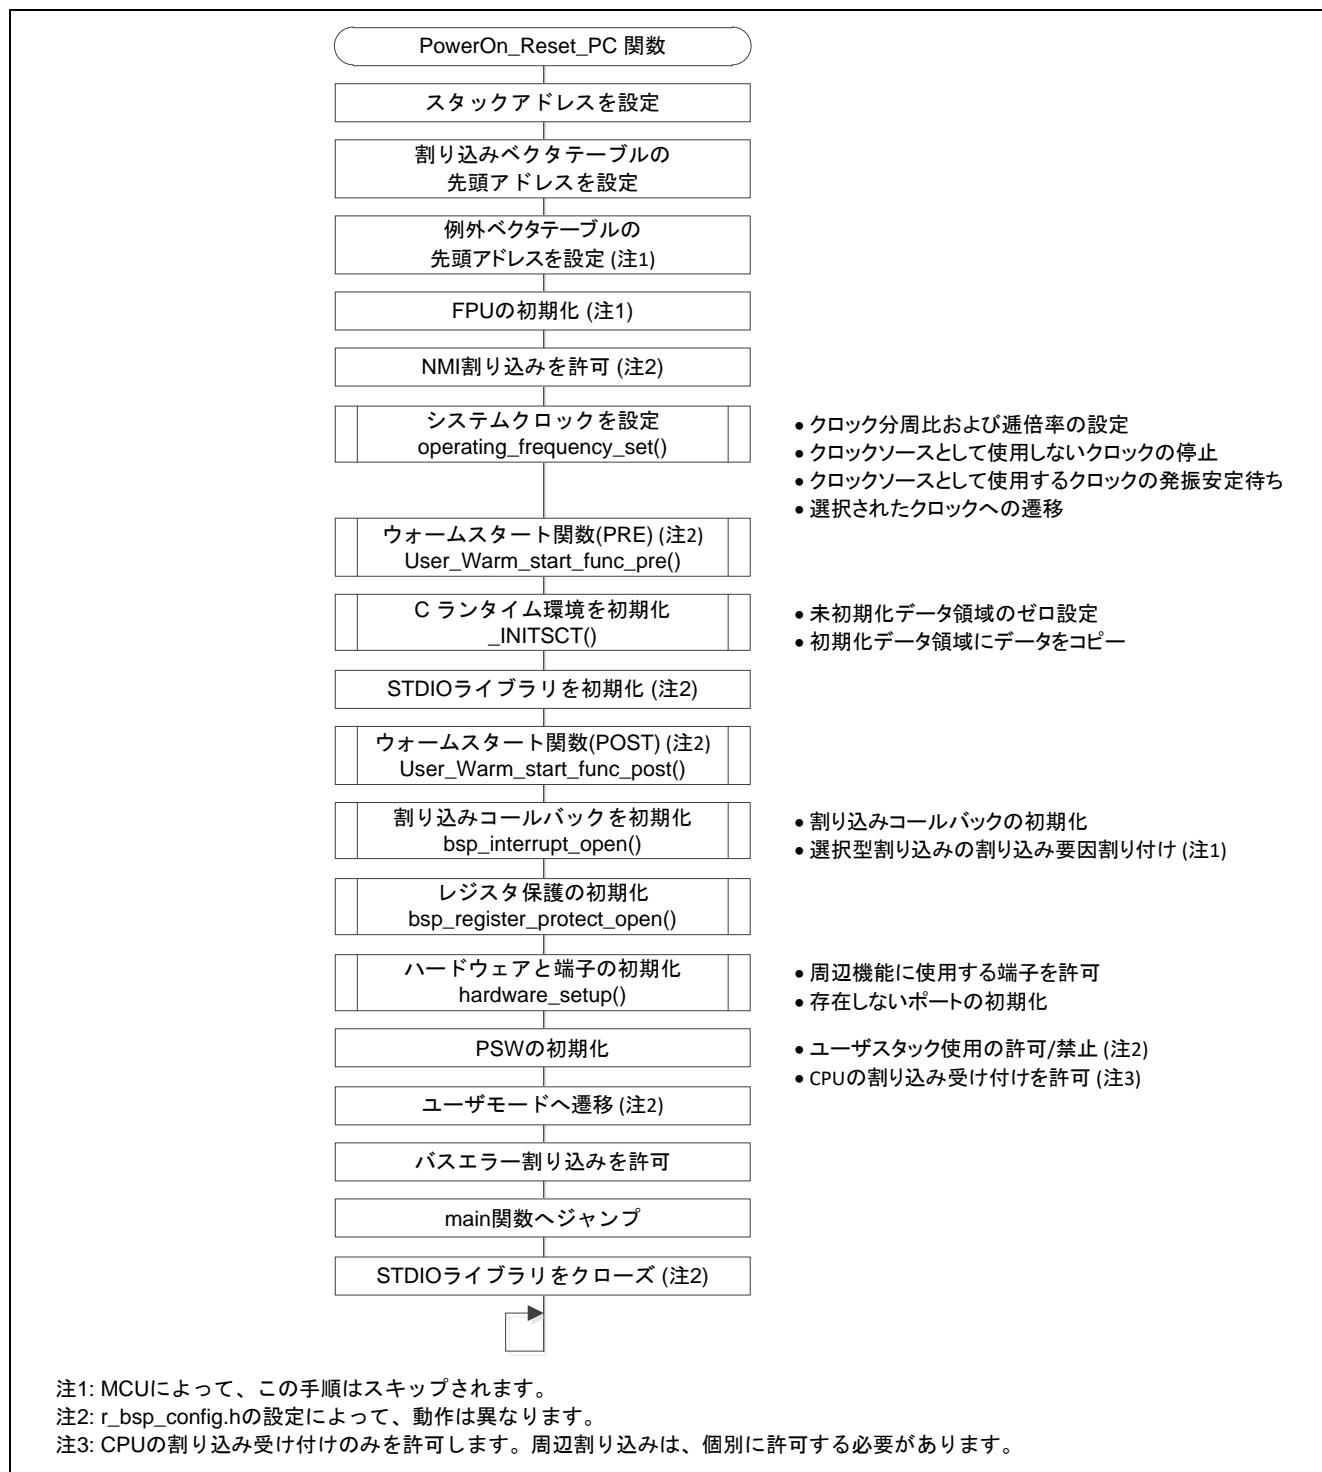 PowerOn_Reset_PC 関数
スタックアドレスを設定
割り込みベクタテーブルの
先頭アドレスを設定
例外ベクタテーブルの
先頭アドレスを設定 (注1)
FPUの初期化 (注1)
NMI割り込みを許可 (注2)
システムクロックを設定
operating_frequency_set()
• クロック分周比および逓倍率の設定
• クロックソースとして使用しないクロックの停止
• クロックソースとして使用するクロックの発振安定待ち
• 選択されたクロックへの遷移
ウォームスタート関数(PRE) (注2)
User_Warm_start_func_pre()
C ランタイム環境を初期化
_INITSCT()
• 未初期化データ領域のゼロ設定
• 初期化データ領域にデータをコピー
STDIOライブラリを初期化 (注2)
ウォームスタート関数(POST) (注2)
User_Warm_start_func_post()
割り込みコールバックを初期化
bsp_interrupt_open()
• 割り込みコールバックの初期化
• 選択型割り込みの割り込み要因割り付け (注1)
レジスタ保護の初期化
bsp_register_protect_open()
ハードウェアと端子の初期化
hardware_setup()
• 周辺機能に使用する端子を許可
• 存在しないポートの初期化
PSWの初期化
• ユーザスタック使用の許可/禁止 (注2)
• CPUの割り込み受け付けを許可 (注3)
ユーザモードへ遷移 (注2)
バスエラー割り込みを許可
main関数へジャンプ
STDIOライブラリをクローズ (注2)
注1: MCUによって、この手順はスキップされます。
注2: r_bsp_config.hの設定によって、動作は異なります。
注3: CPUの割り込み受け付けのみを許可します。周辺割り込みは、個別に許可する必要があります。